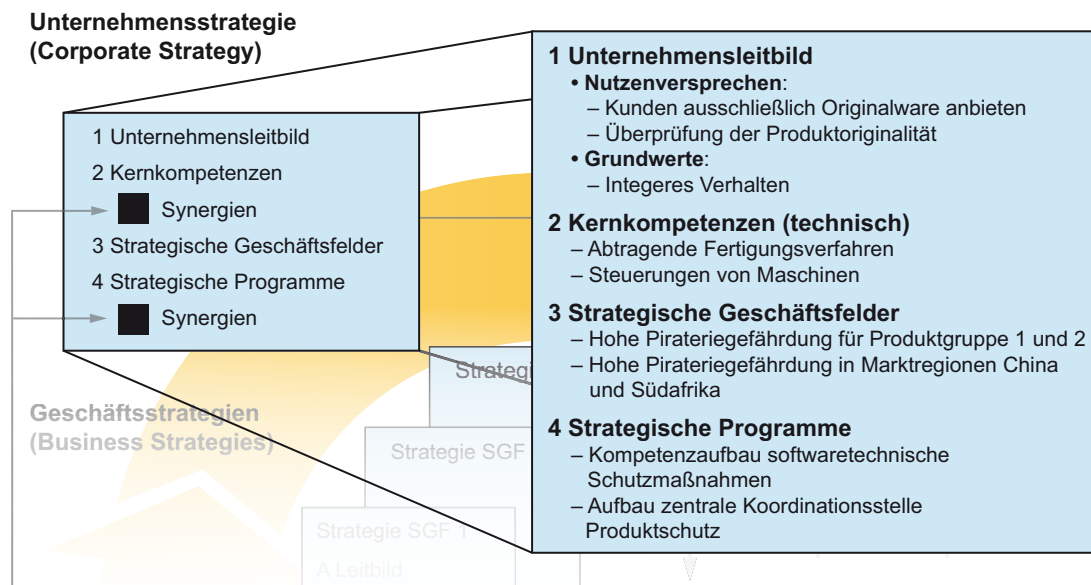 Unternehmensstrategie
(Corporate Strategy)
1 Unternehmensleitbild
2 Kernkompetenzen
Synergien
3 Strategische Geschäftsfelder
4 Strategische Programme
Synergien
1 Unternehmensleitbild
• Nutzenversprechen:
– Kunden ausschließlich Originalware anbieten
– Überprüfung der Produktoriginalität
• Grundwerte:
– Integeres Verhalten
2 Kernkompetenzen (technisch)
– Abtragende Fertigungsverfahren
– Steuerungen von Maschinen
3 Strategische Geschäftsfelder
– Hohe Pirateriegefährdung für Produktgruppe 1 und 2
– Hohe Pirateriegefährdung in Marktregionen China
und Südafrika
4 Strategische Programme
– Kompetenzaufbau softwaretechnische
Schutzmaßnahmen
– Aufbau zentrale Koordinationsstelle
Produktschutz
Geschäftsstrategien
(Business Strategies)
Strategi
Strategie SGF
Strategie SGF 1
A Leitbild